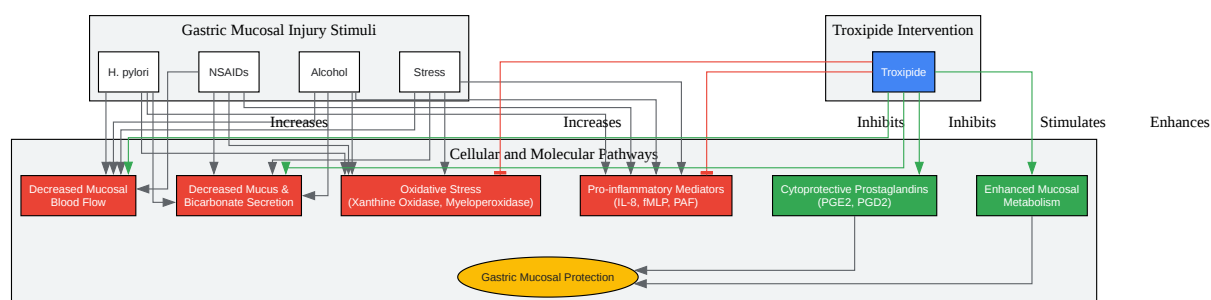 Gastric Mucosal Injury Stimuli
Troxipide Intervention
H. pylori
NSAIDs
Alcohol
Stress
Troxipide
Increases
Increases
Inhibits
Inhibits
Stimulates
Enhances
Cellular and Molecular Pathways
Decreased Mucosal
Blood Flow
Decreased Mucus &
Bicarbonate Secretion
Oxidative Stress
(Xanthine Oxidase, Myeloperoxidase)
Pro-inflammatory Mediators
(IL-8, fMLP, PAF)
Cytoprotective Prostaglandins
(PGE2, PGD2)
Enhanced Mucosal
Metabolism
Gastric Mucosal Protection